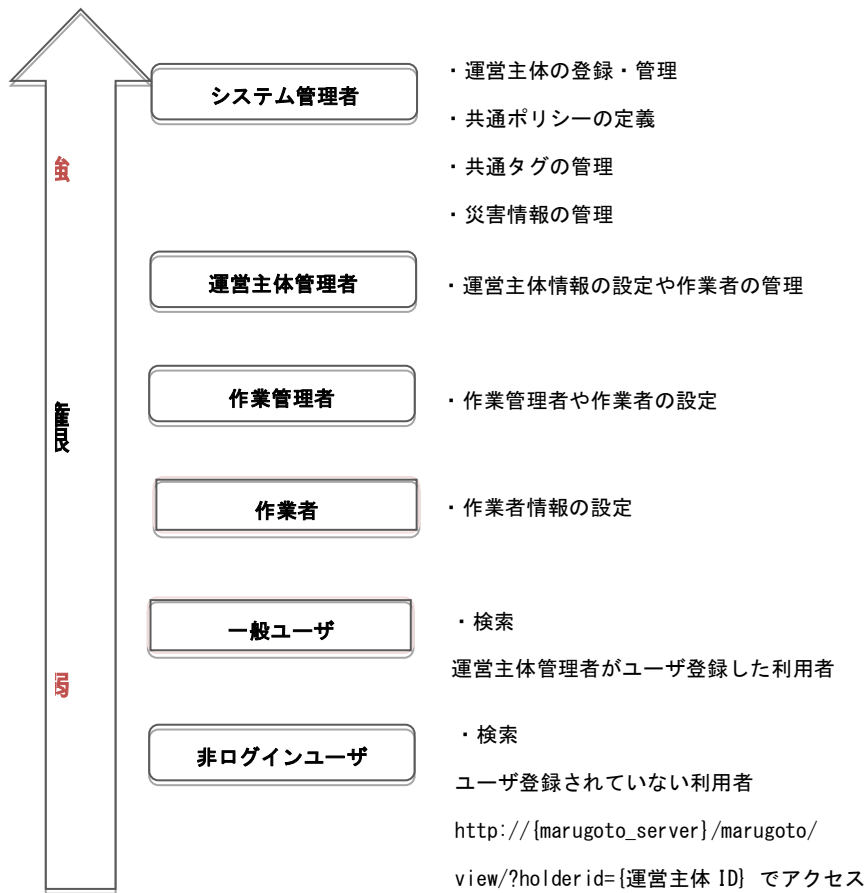 システム管理者
・運営主体の登録・管理
・共通ポリシーの定義
・共通タグの管理
・災害情報の管理
強
運営主体管理者
・運営主体情報の設定や作業者の管理
権限
作業管理者
・作業管理者や作業者の設定
作業者
・作業者情報の設定
一般ユーザ
・検索
運営主体管理者がユーザ登録した利用者
弱
非ログインユーザ
・検索
ユーザ登録されていない利用者
http://{marugoto_server}/marugoto/
view/?holderid={運営主体 ID} でアクセス